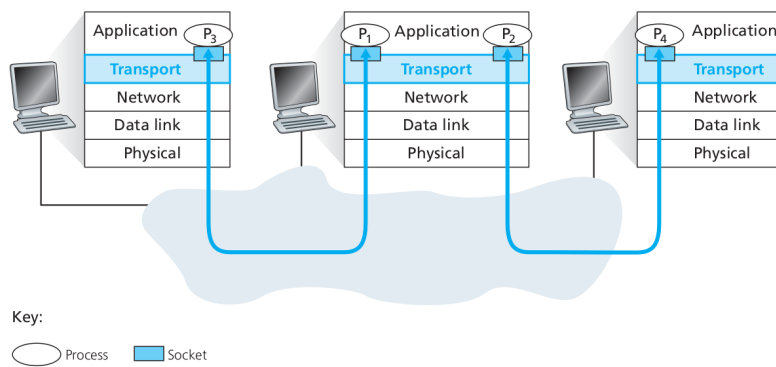 Application P3
Transport
Network
Data link
Physical
P1 Application P2
Transport
Network
Data link
Physical
P4 Application
Transport
Network
Data link
Physical
Key:
Process
Socket